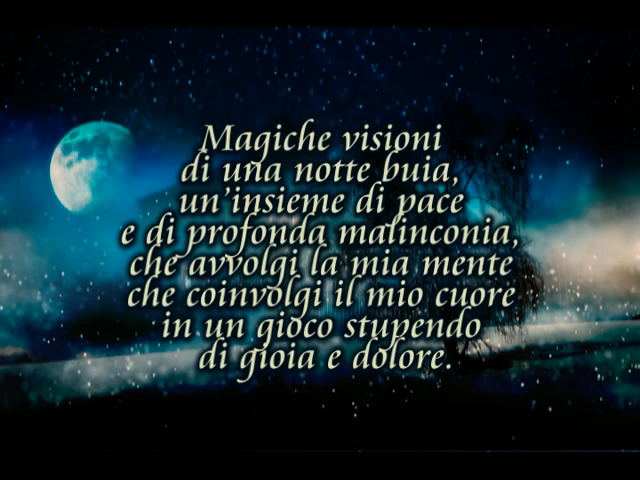 Magiche visioni
di una notte buia,
un'insieme di pace
e di profonda malinconia,
che avvolgi la mia mente
che coinvolgi il mio cuore
in un gioco stupendo
di gioia e dolore.